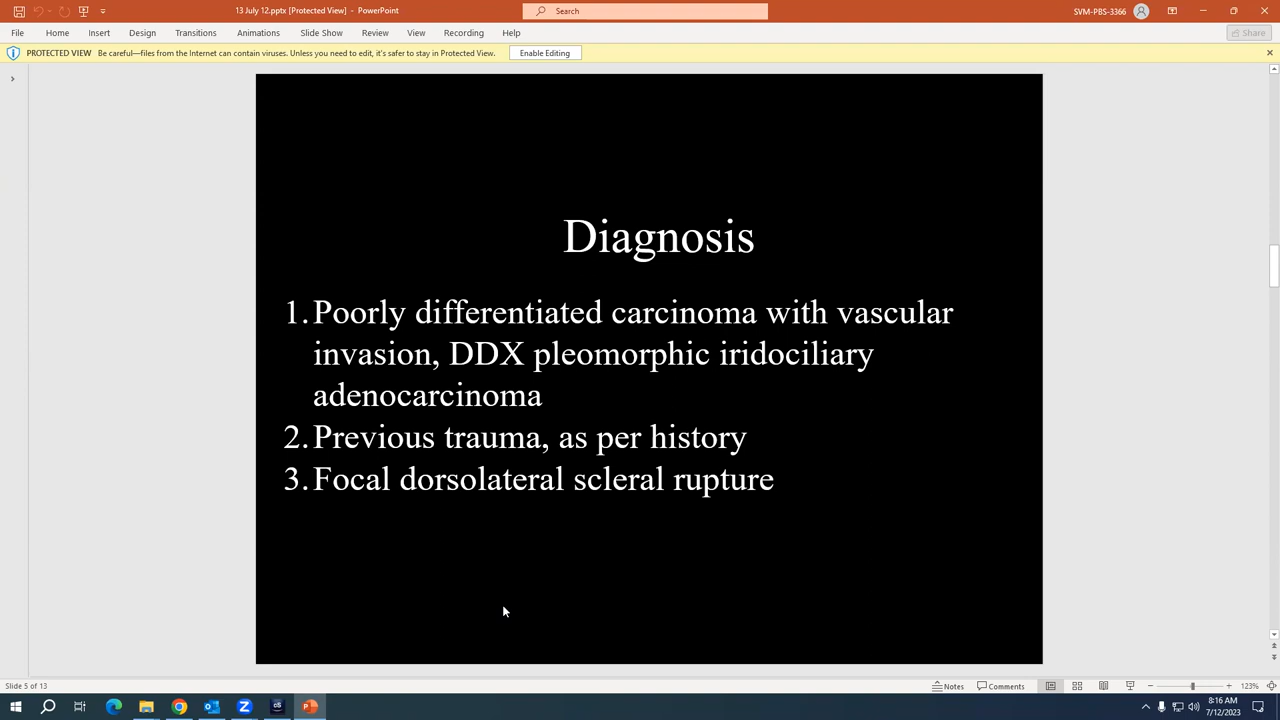 13 July 12.pptx [Protected View] - PowerPoint
Search
SVM-PBS-3366
File Home Insert Design Transitions Animations Slide Show Review View Recording Help
Share
PROTECTED VIEW Be careful—files from the Internet can contain viruses. Unless you need to edit, it's safer to stay in Protected View. Enable Editing
Diagnosis
1. Poorly differentiated carcinoma with vascular
invasion, DDX pleomorphic iridociliary
adenocarcinoma
2. Previous trauma, as per history
3. Focal dorsolateral scleral rupture
Slide 5 of 13
Notes Comments 123%
8:16 AM
7/12/2023